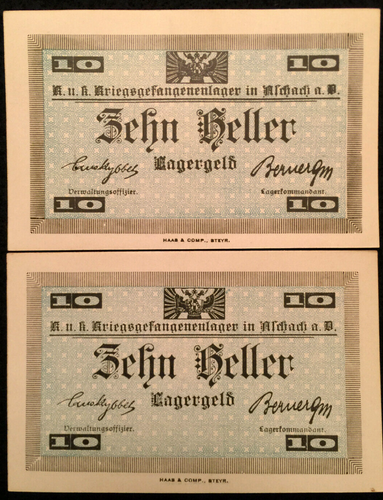 10 10
K. u. k. Kriegsgefangenenlager in Aschach a. D.
Zehn Heller
Lagergeld
Verwaltungsoffizier. Lagerkommandant.
10 10
HAAS & COMP., STEYR.
10 10
K. u. k. Kriegsgefangenenlager in Aschach a. D.
Zehn Heller
Lagergeld
Verwaltungsoffizier. Lagerkommandant.
10 10
HAAS & COMP., STEYR.